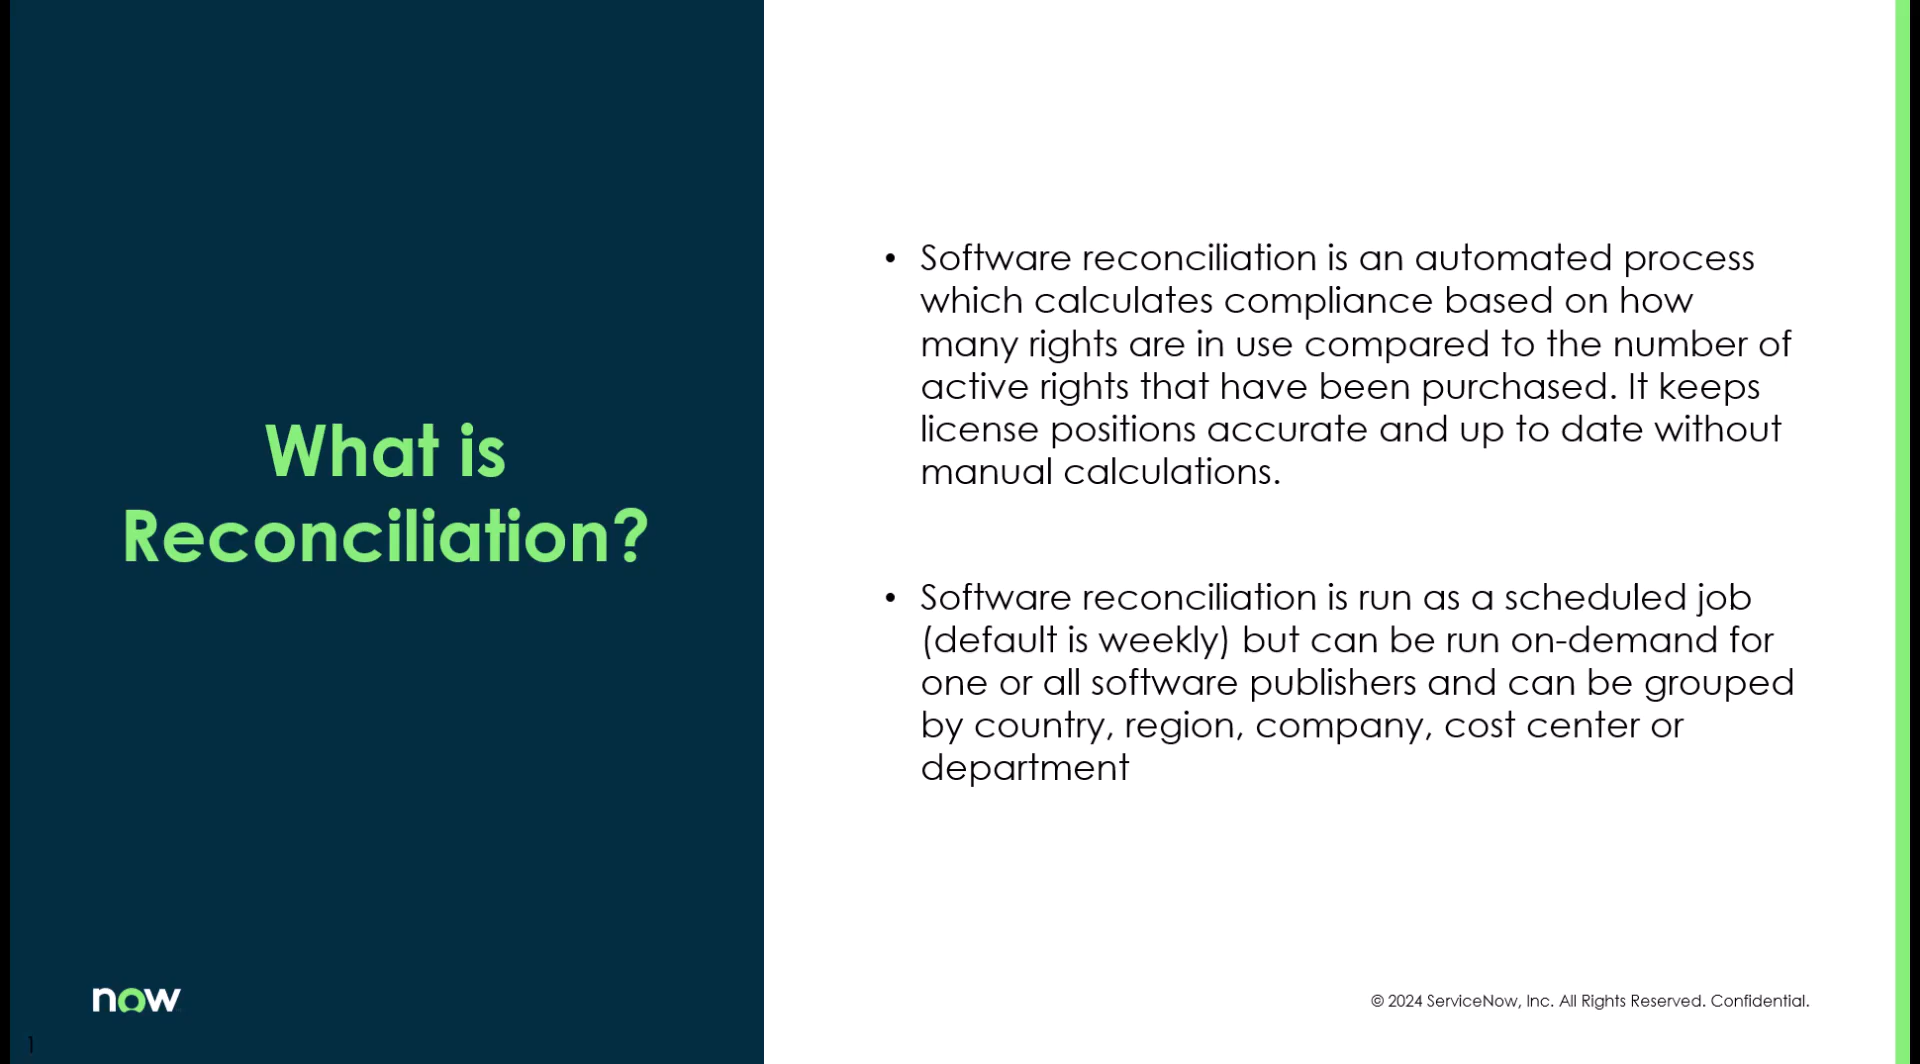 What is
Reconciliation?
• Software reconciliation is an automated process
which calculates compliance based on how
many rights are in use compared to the number of
active rights that have been purchased. It keeps
license positions accurate and up to date without
manual calculations.
• Software reconciliation is run as a scheduled job
(default is weekly) but can be run on-demand for
one or all software publishers and can be grouped
by country, region, company, cost center or
department
now
© 2024 ServiceNow, Inc. All Rights Reserved. Confidential.
1